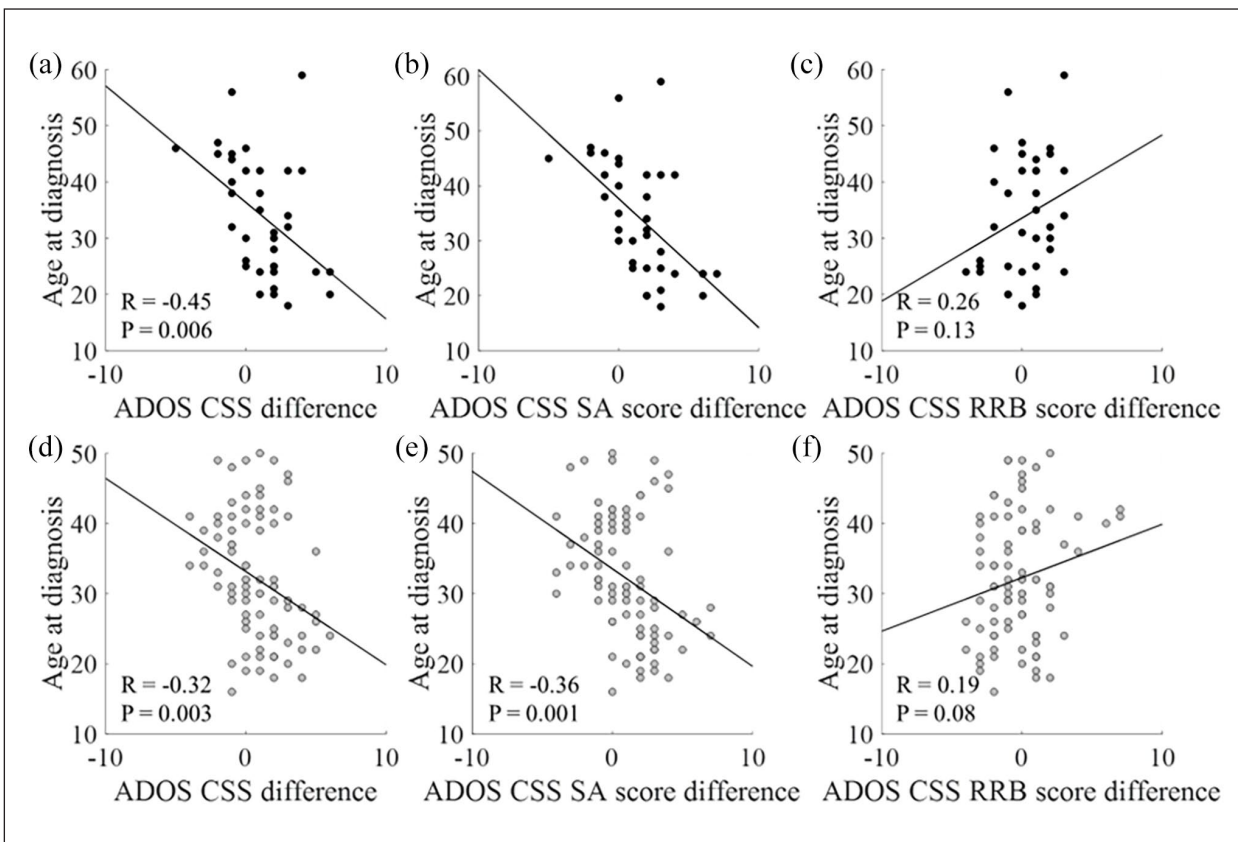 (a)
60
50
40
30
20
10
Age at diagnosis
R = -0.45
P = 0.006
-10
0
10
ADOS CSS difference
(b)
60
50
40
30
20
10
Age at diagnosis
-10
0
10
ADOS CSS SA score difference
(c)
60
50
40
30
20
10
Age at diagnosis
R = 0.26
P = 0.13
-10
0
10
ADOS CSS RRB score difference
(d)
50
40
30
20
10
Age at diagnosis
R = -0.32
P = 0.003
-10
0
10
ADOS CSS difference
(e)
50
40
30
20
10
Age at diagnosis
R = -0.36
P = 0.001
-10
0
10
ADOS CSS SA score difference
(f)
50
40
30
20
10
Age at diagnosis
R = 0.19
P = 0.08
-10
0
10
ADOS CSS RRB score difference